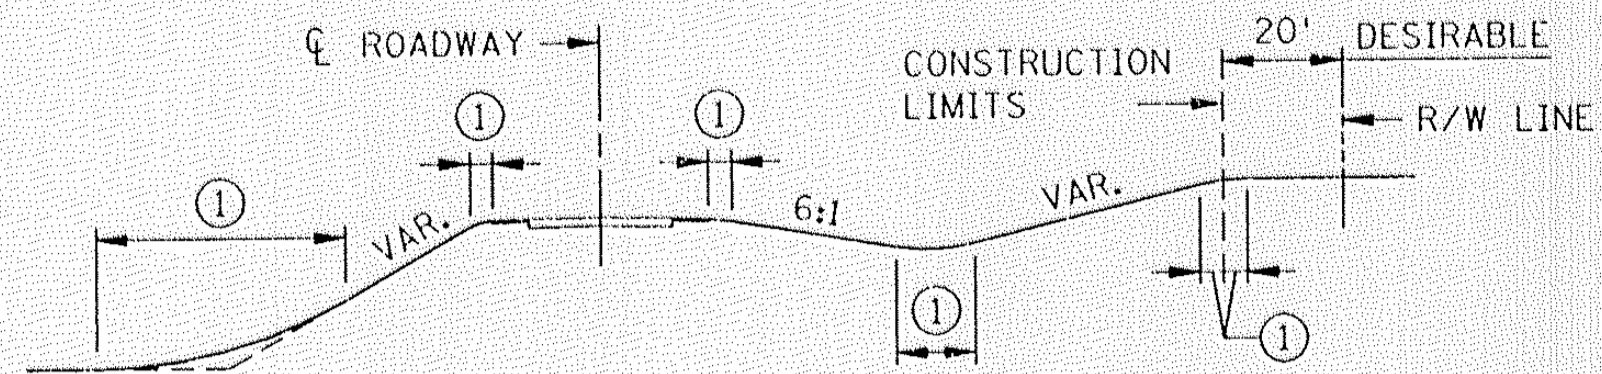 ℄ ROADWAY
20' DESIRABLE
CONSTRUCTION
LIMITS
R/W LINE
1
1
1
VAR.
6:1
VAR.
1
1